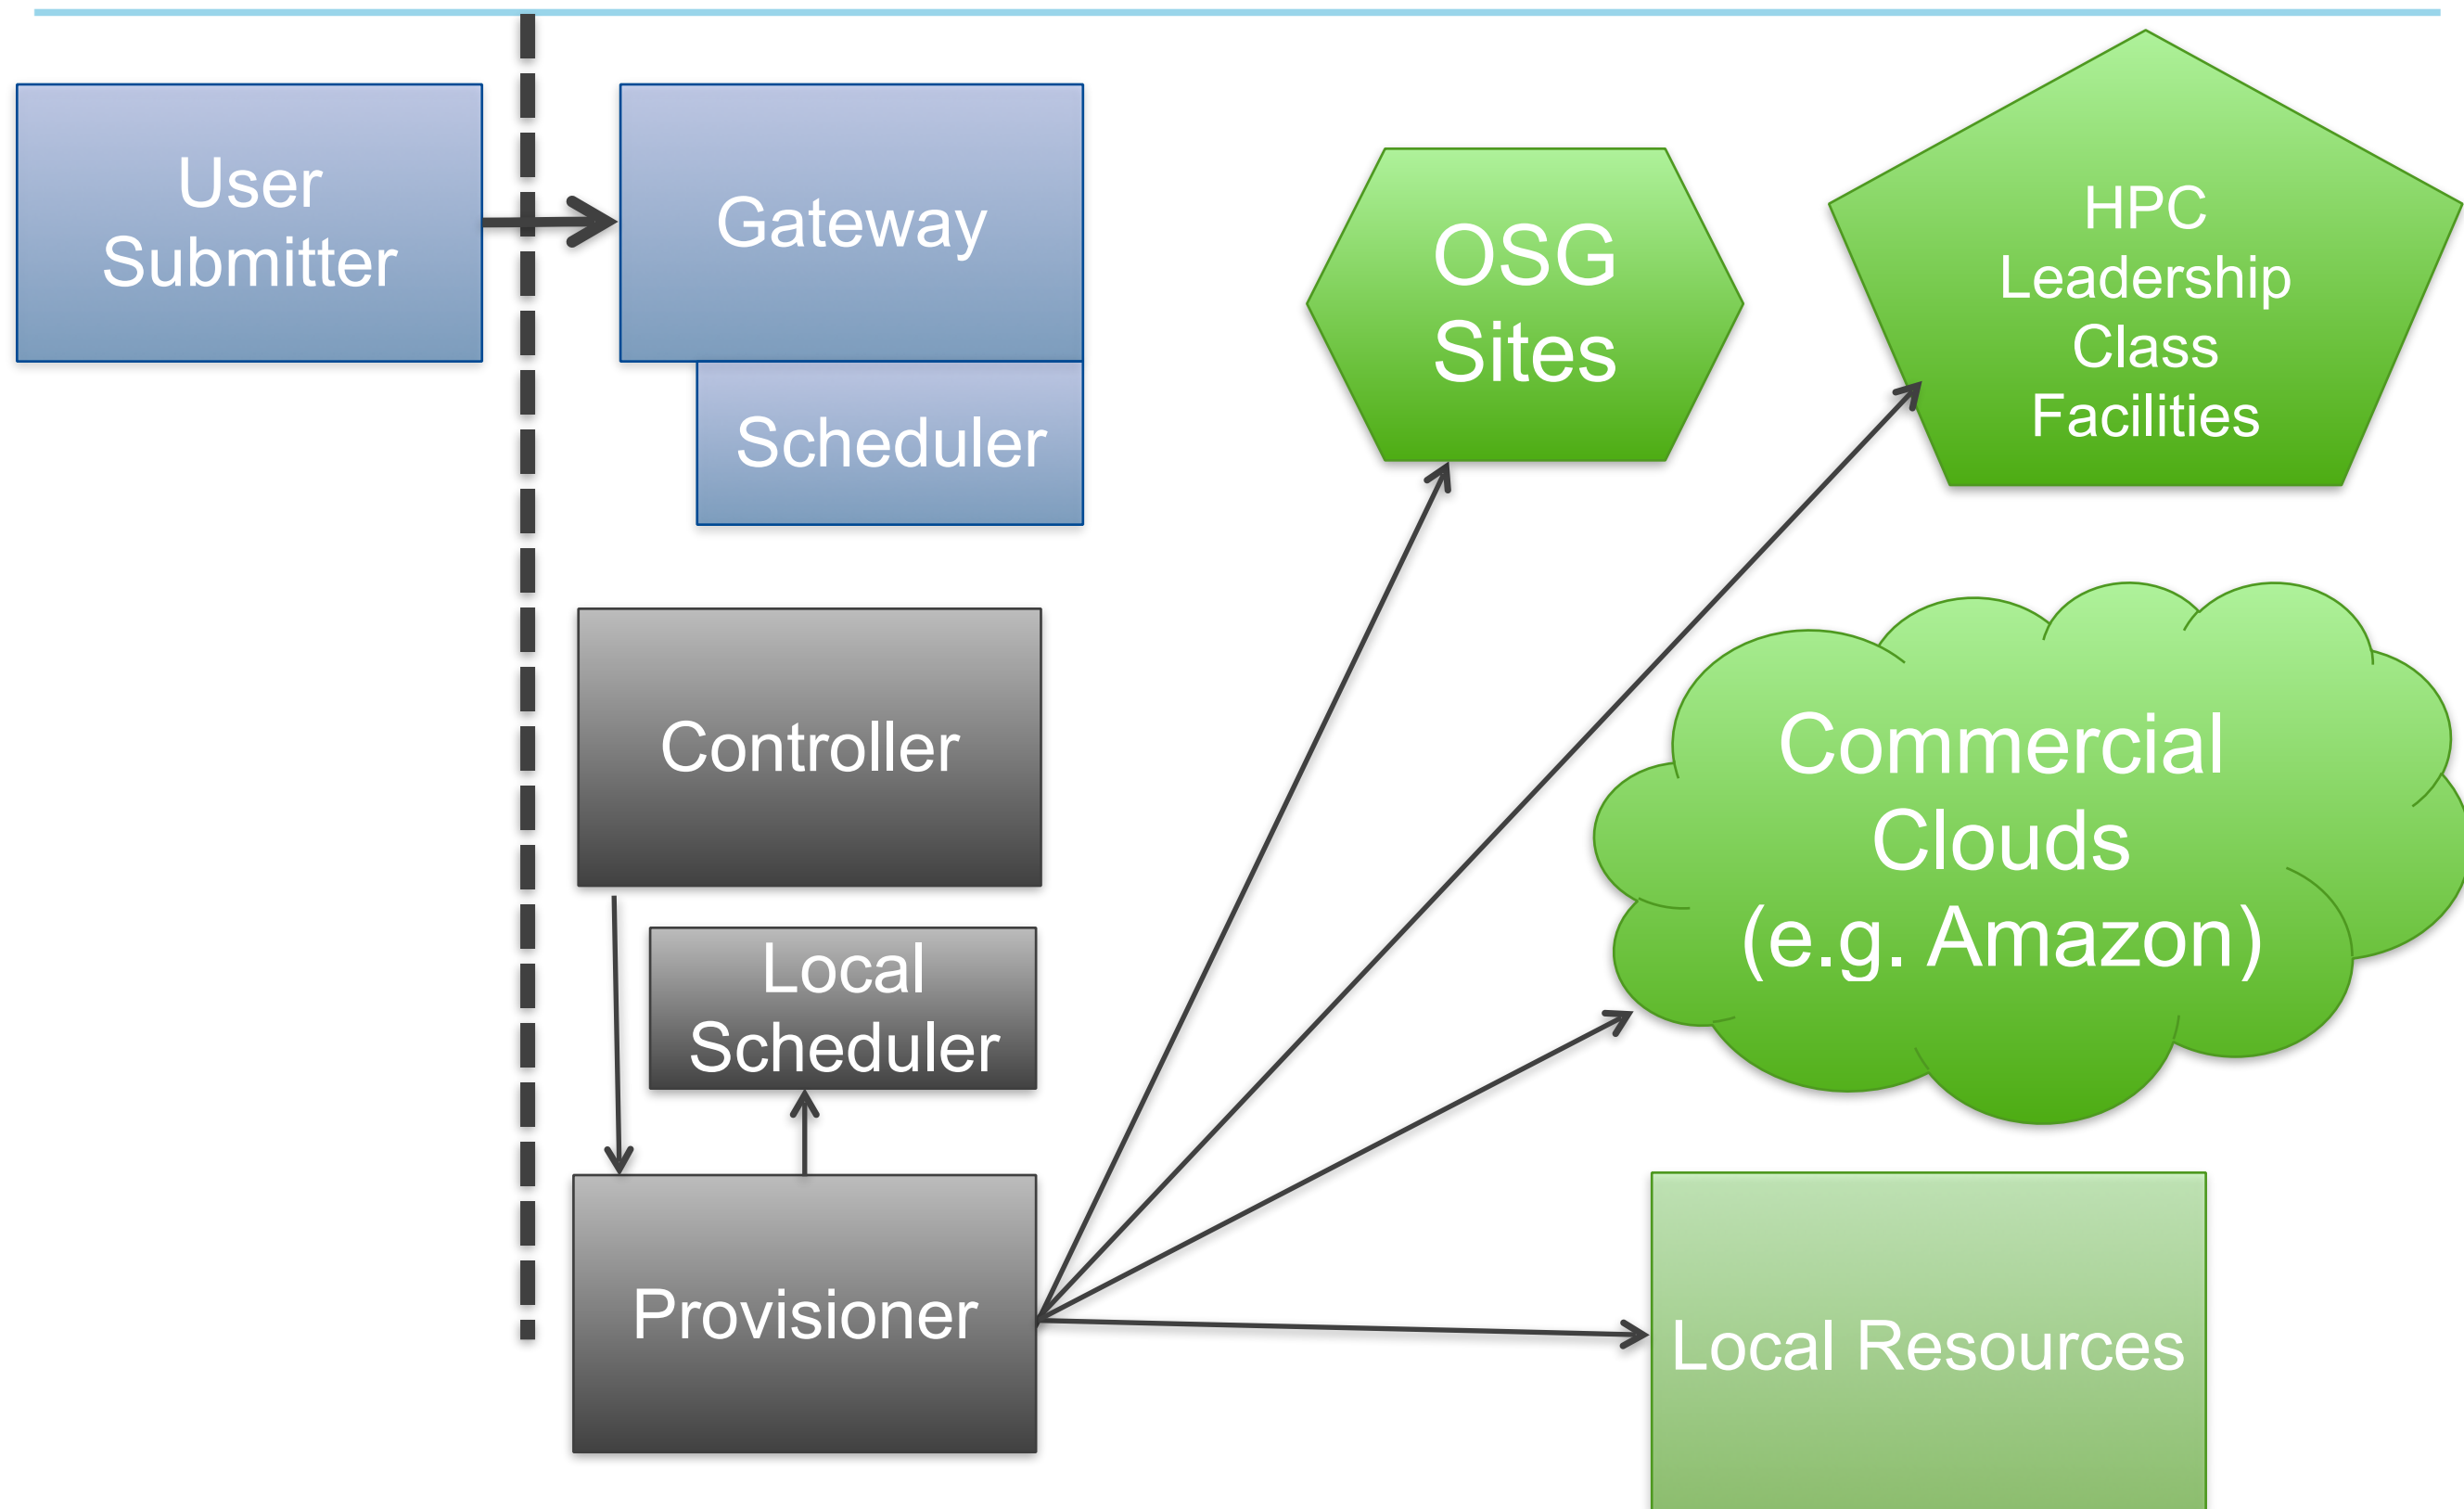 User
Submitter
Gateway
Scheduler
OSG
Sites
HPC
Leadership
Class
Facilities
Controller
Local
Scheduler
Provisioner
Commercial
Clouds
(e.g. Amazon)
Local Resources